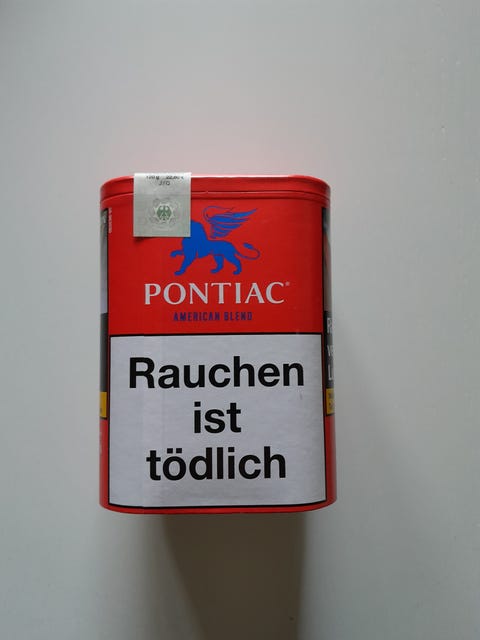 PONTIAC®
AMERICAN BLEND
Rauchen
ist
tödlich